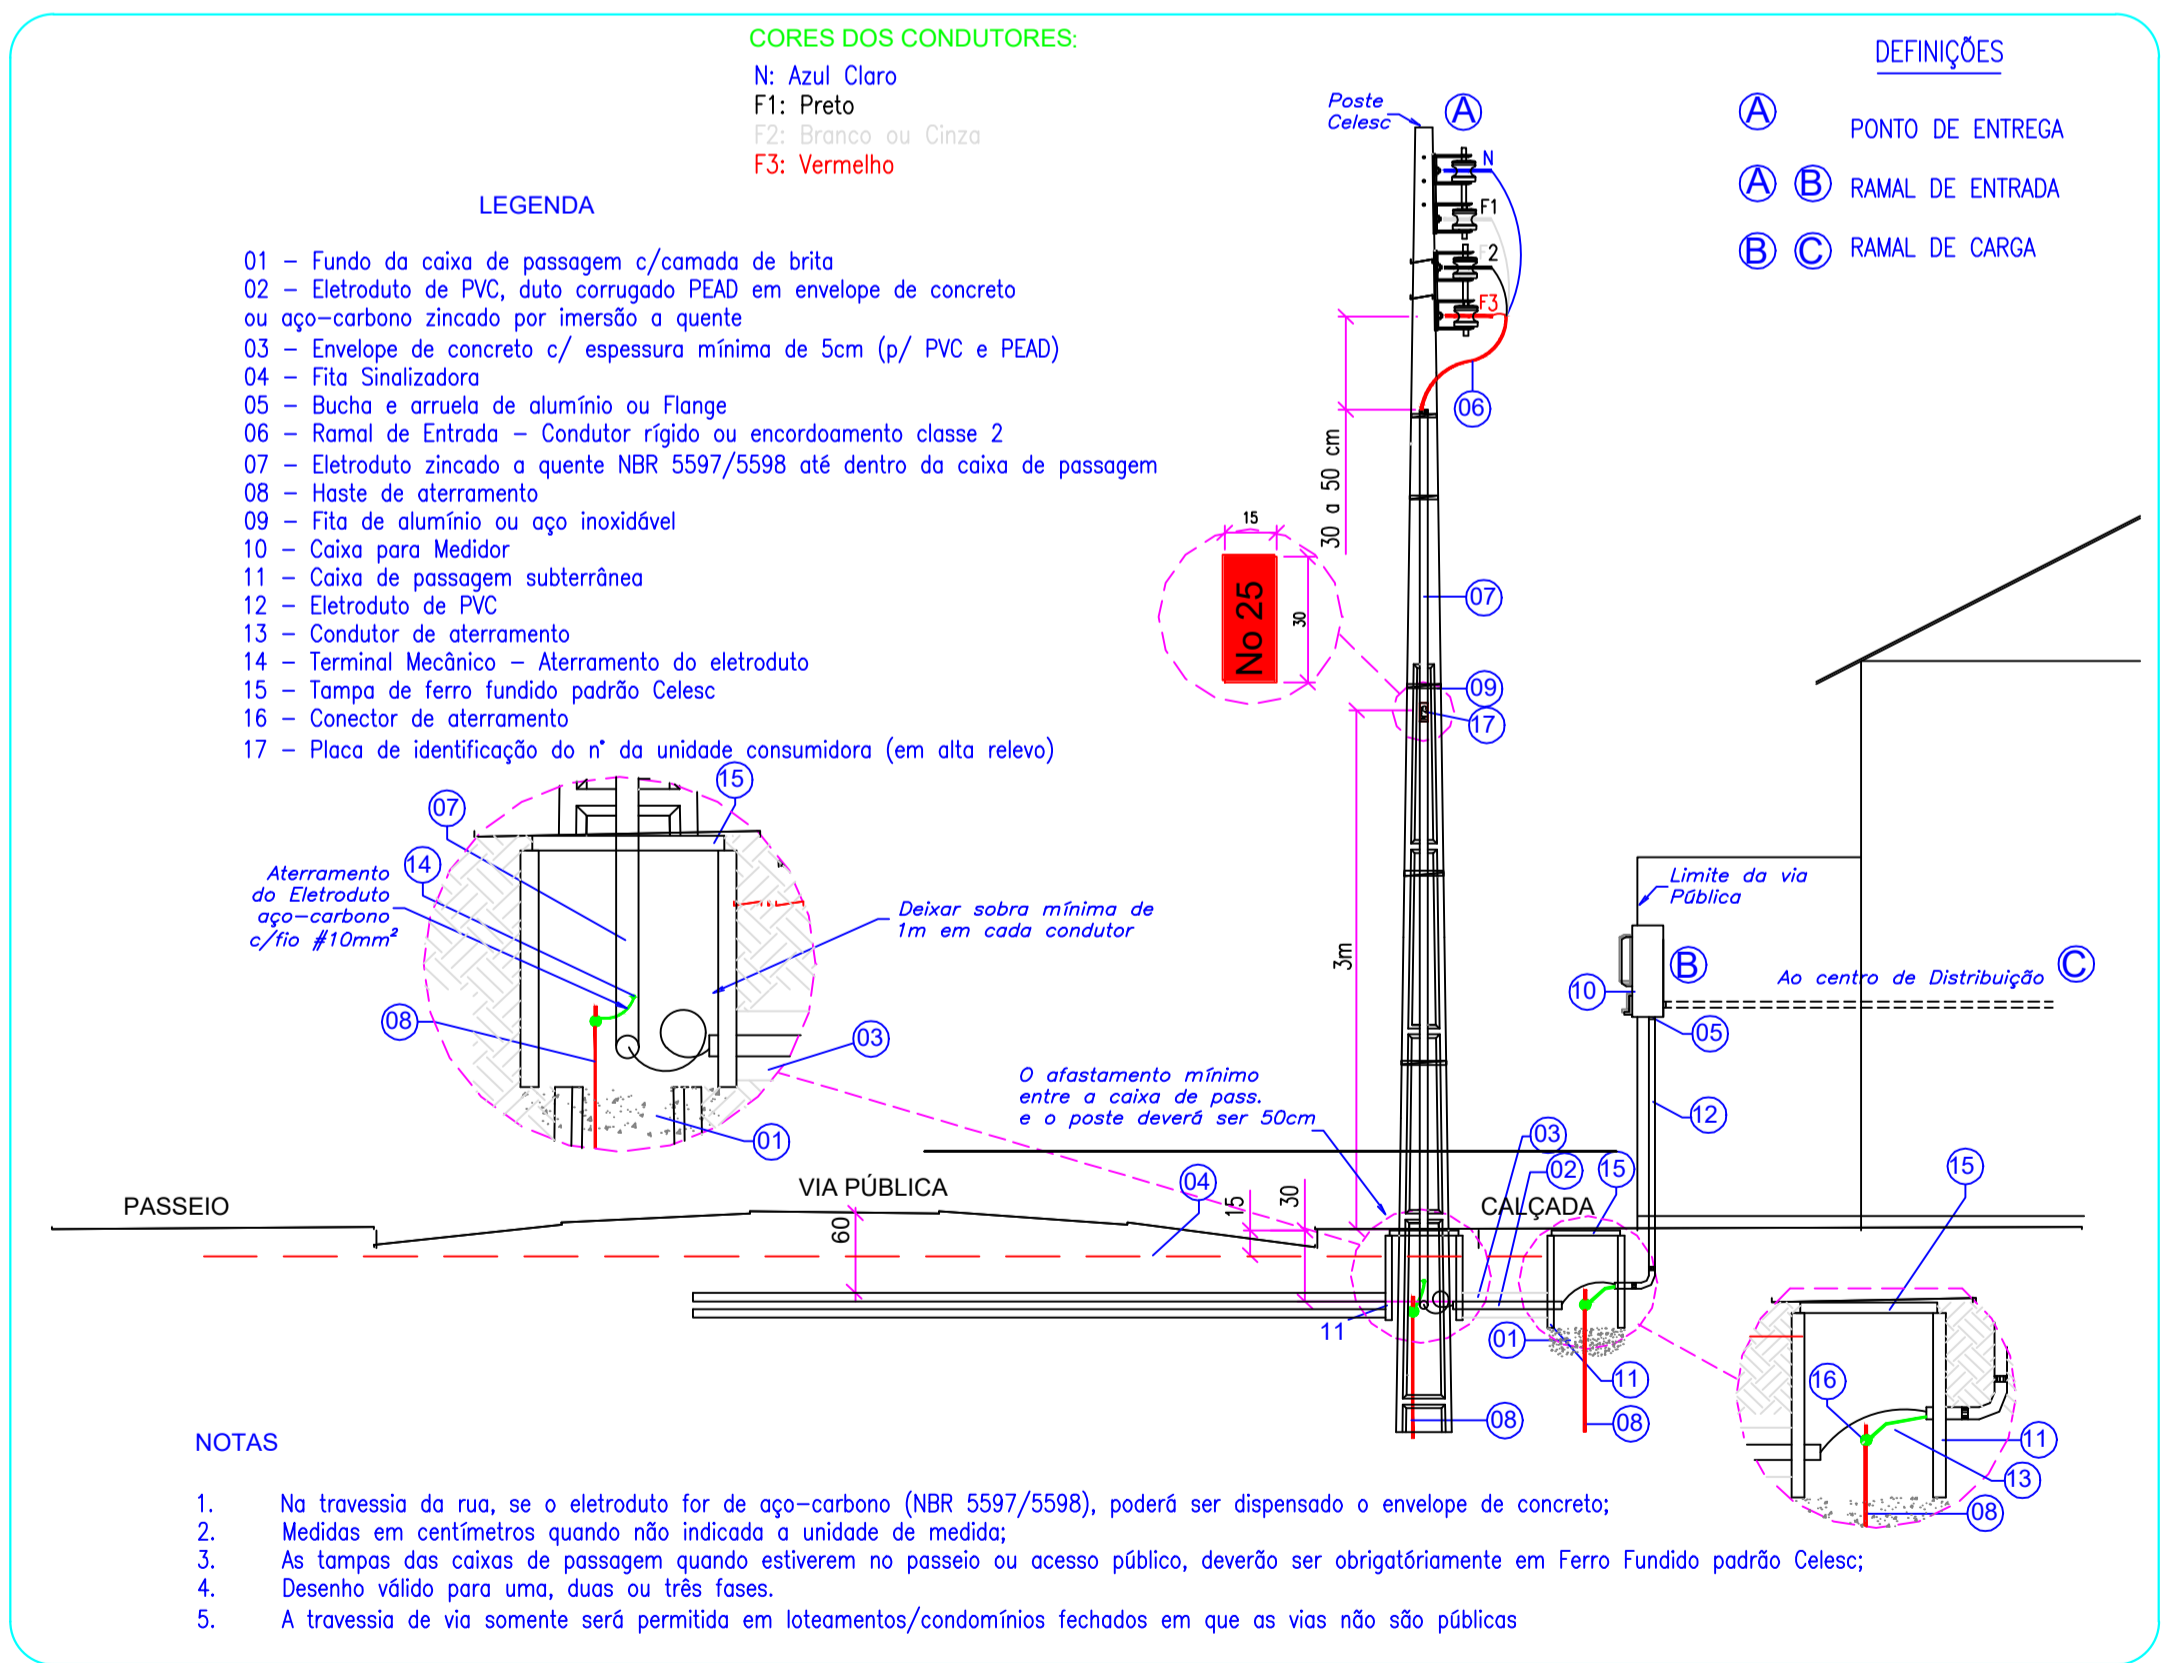 CORES DOS CONDUTORES:
N: Azul Claro
F1: Preto
F2: Branco ou Cinza
F3: Vermelho
DEFINIÇÕES
A PONTO DE ENTREGA
A B RAMAL DE ENTRADA
B C RAMAL DE CARGA
LEGENDA
01 – Fundo da caixa de passagem c/camada de brita
02 – Eletroduto de PVC, duto corrugado PEAD em envelope de concreto
ou aço-carbono zincado por imersão a quente
03 – Envelope de concreto c/ espessura mínima de 5cm (p/ PVC e PEAD)
04 – Fita Sinalizadora
05 – Bucha e arruela de alumínio ou Flange
06 – Ramal de Entrada – Condutor rígido ou encordoamento classe 2
07 – Eletroduto zincado a quente NBR 5597/5598 até dentro da caixa de passagem
08 – Haste de aterramento
09 – Fita de alumínio ou aço inoxidável
10 – Caixa para Medidor
11 – Caixa de passagem subterrânea
12 – Eletroduto de PVC
13 – Condutor de aterramento
14 – Terminal Mecânico – Aterramento do eletroduto
15 – Tampa de ferro fundido padrão Celesc
16 – Conector de aterramento
17 – Placa de identificação do n° da unidade consumidora (em alta relevo)
Poste
Celesc
A
N
F1
F2
F3
06
30 a 50 cm
15
No 25
30
07
09
17
3m
15
07
14
Aterramento
do Eletroduto
aço-carbono
c/fio #10mm²
Deixar sobra mínima de
1m em cada condutor
08
03
01
Limite da via
Pública
B
10
Ao centro de Distribuição
C
05
12
O afastamento mínimo
entre a caixa de pass.
e o poste deverá ser 50cm
03
02
15
15
PASSEIO
VIA PÚBLICA
04
CALÇADA
60
15
30
11
01
11
08
08
16
11
13
08
NOTAS
1. Na travessia da rua, se o eletroduto for de aço-carbono (NBR 5597/5598), poderá ser dispensado o envelope de concreto;
2. Medidas em centímetros quando não indicada a unidade de medida;
3. As tampas das caixas de passagem quando estiverem no passeio ou acesso público, deverão ser obrigatóriamente em Ferro Fundido padrão Celesc;
4. Desenho válido para uma, duas ou três fases.
5. A travessia de via somente será permitida em loteamentos/condomínios fechados em que as vias não são públicas